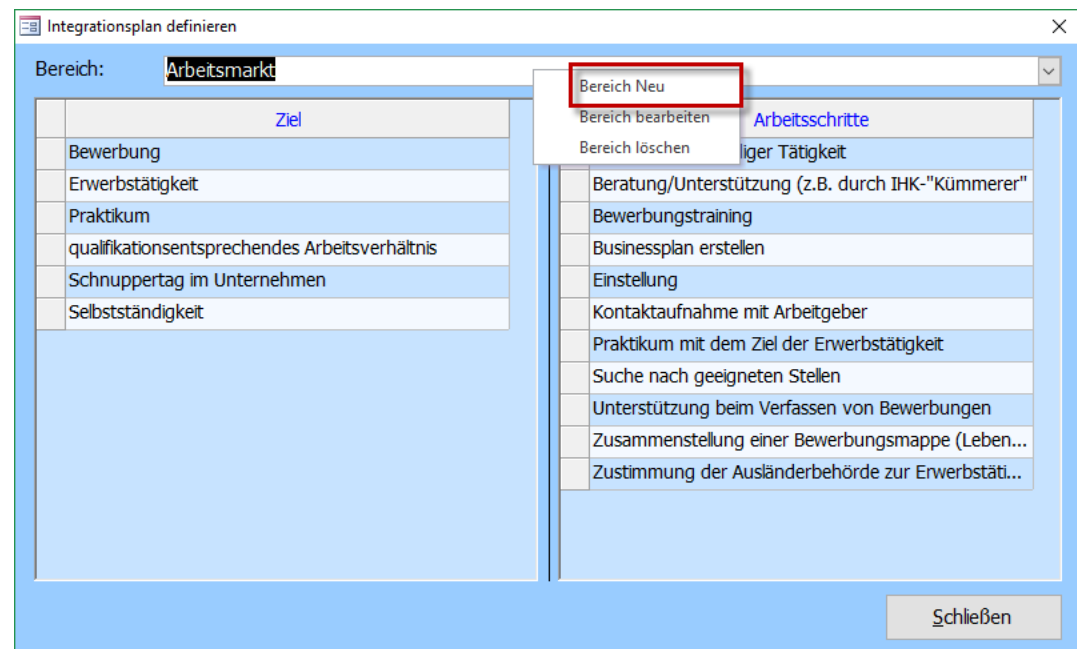 Integrationsplan definieren
Bereich: Arbeitsmarkt
Bereich Neu
Bereich bearbeiten
Bereich löschen
Ziel
Bewerbung
Erwerbstätigkeit
Praktikum
qualifikationsentsprechendes Arbeitsverhältnis
Schnuppertag im Unternehmen
Selbstständigkeit
Arbeitsschritte
Tätigkeit
Beratung/Unterstützung (z.B. durch IHK-"Kümmerer"
Bewerbungstraining
Businessplan erstellen
Einstellung
Kontaktaufnahme mit Arbeitgeber
Praktikum mit dem Ziel der Erwerbstätigkeit
Suche nach geeigneten Stellen
Unterstützung beim Verfassen von Bewerbungen
Zusammenstellung einer Bewerbungsmappe (Leben...
Zustimmung der Ausländerbehörde zur Erwerbstäti...
Schließen